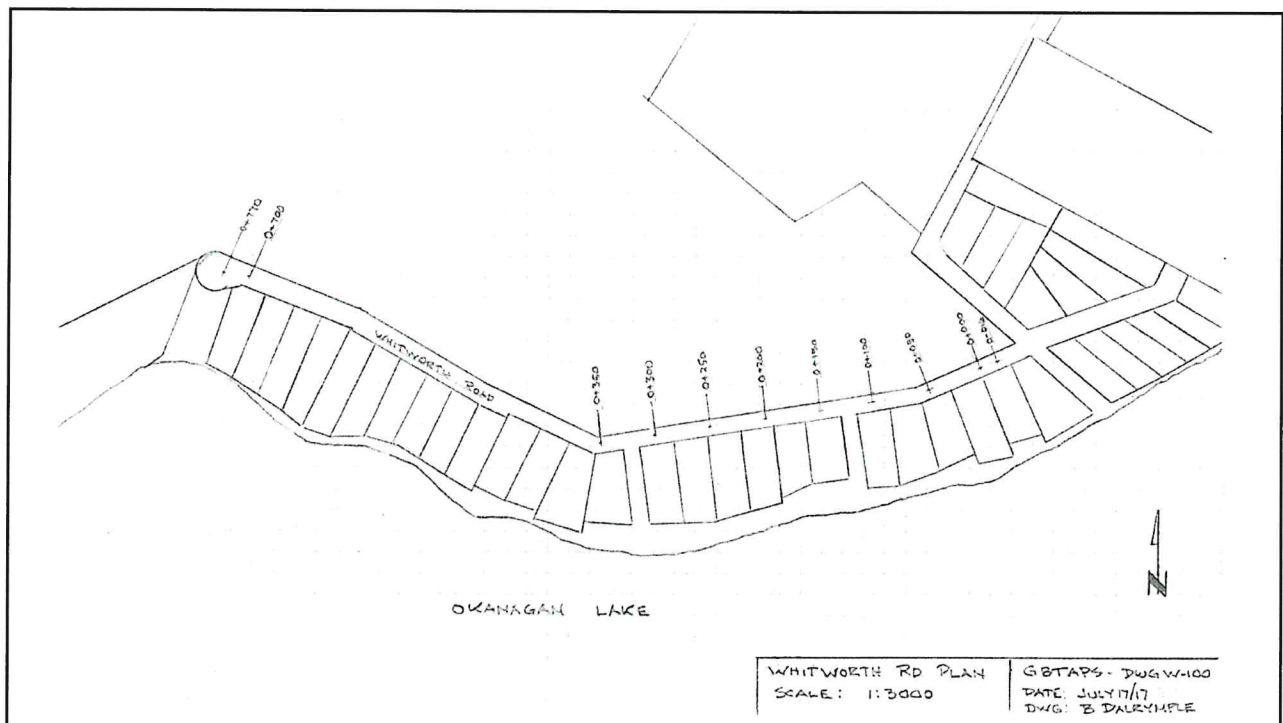 0+770
0+700
WHITWORTH ROAD
0+350
0+300
0+250
0+200
0+150
0+100
0+050
0+000
OKANAGAN LAKE
N
WHITWORTH RD PLAN
SCALE: 1:3000
GBTAPS - DWG W-100
DATE: JULY 17/17
DWG: B DALRYMPLE